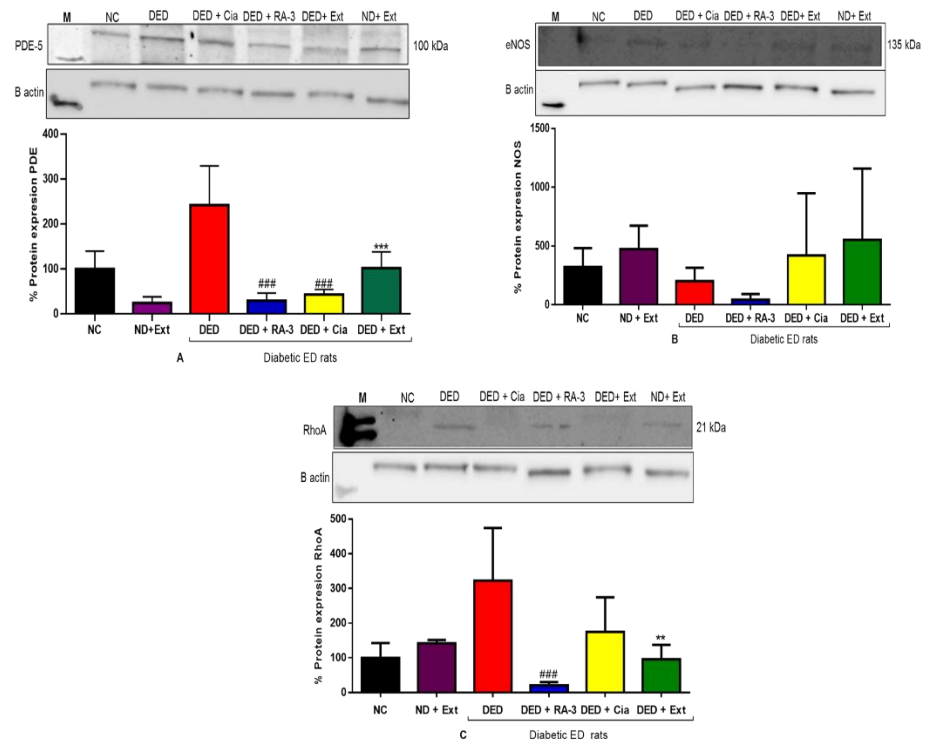 M NC DED DED + Cia DED + RA-3 DED+ Ext ND+ Ext
PDE-5 100 kDa
B actin
% Protein expresion PDE
400
300
200
100
0
### ### ***
NC ND+Ext DED DED + RA-3 DED + Cia DED + Ext
A Diabetic ED rats
M NC DED DED + Cia DED + RA-3 DED + Ext ND+ Ext
eNOS 135 kDa
B actin
% Protein expresion NOS
1500
1000
500
0
NC ND + Ext DED DED + RA-3 DED + Cia DED + Ext
B Diabetic ED rats
M NC DED DED + Cia DED + RA-3 DED+ Ext ND+ Ext
RhoA 21 kDa
B actin
% Protein expresion RhoA
500
400
300
200
100
0
### **
NC ND + Ext DED DED + RA-3 DED + Cia DED + Ext
C Diabetic ED rats